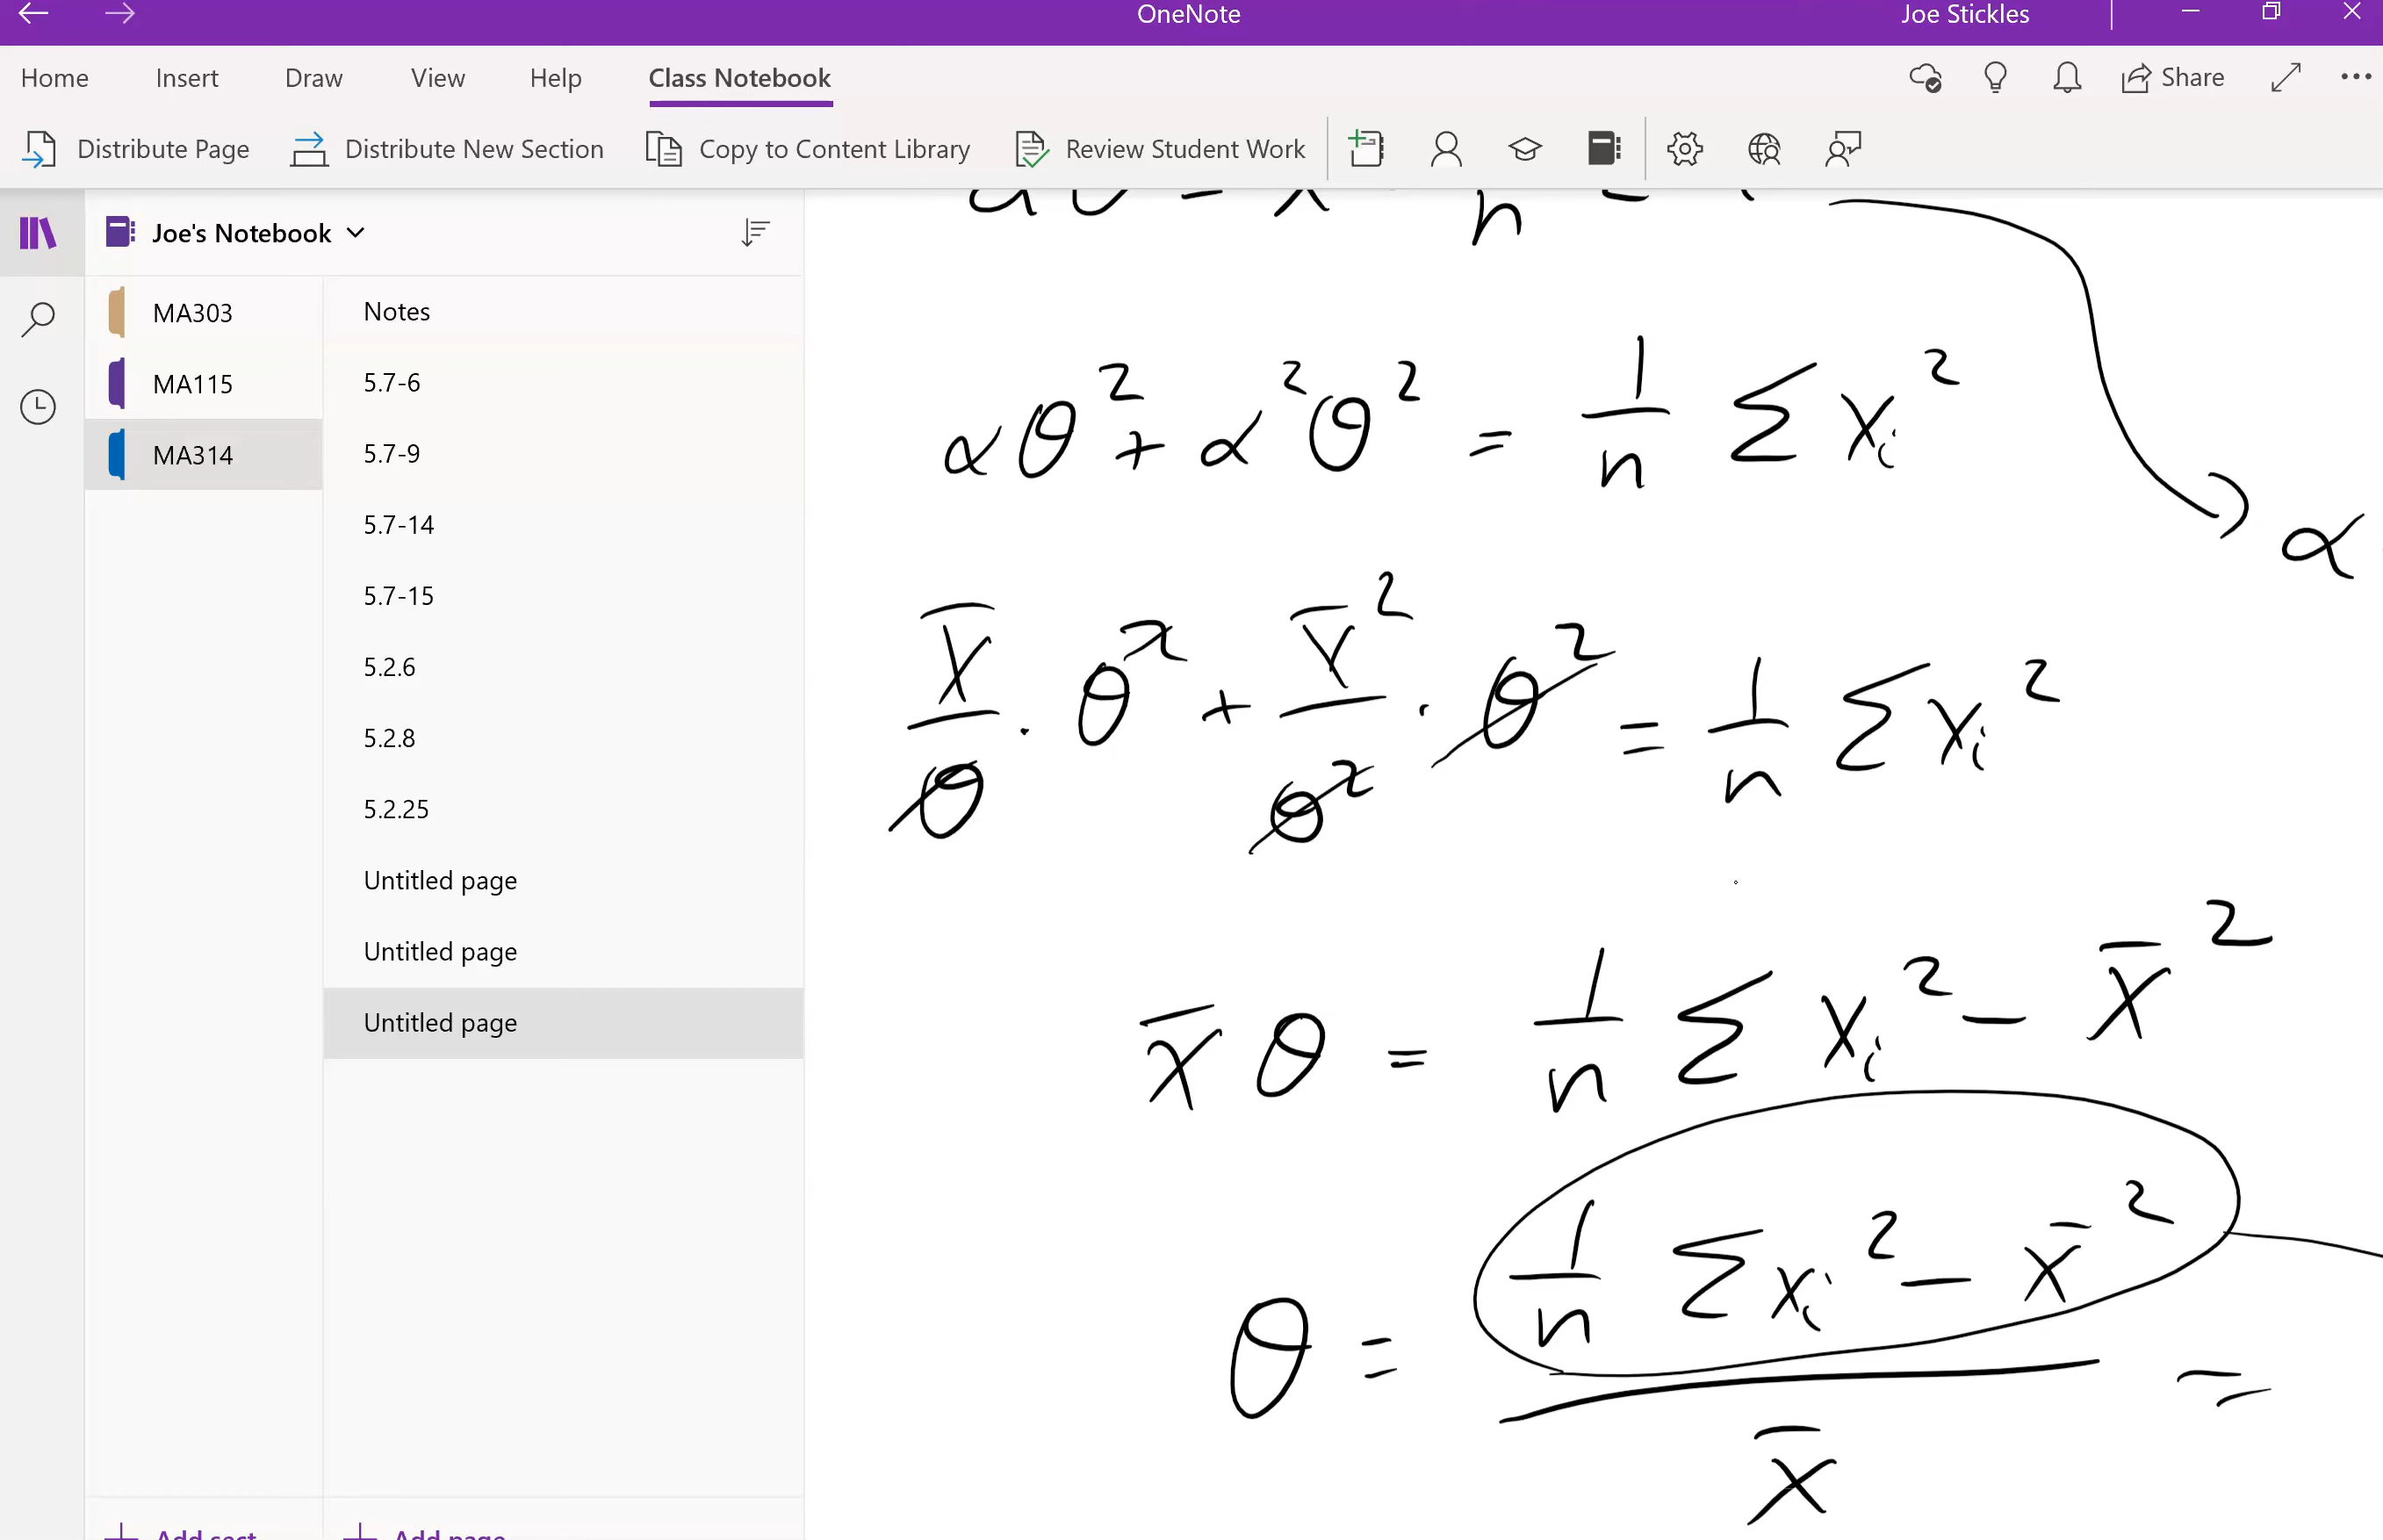 OneNote
Joe Stickles
Home Insert Draw View Help Class Notebook
Share
Distribute Page Distribute New Section Copy to Content Library Review Student Work
Joe's Notebook
MA303
MA115
MA314
Notes
5.7-6
5.7-9
5.7-14
5.7-15
5.2.6
5.2.8
5.2.25
Untitled page
Untitled page
Untitled page
Add page
αθ² + α²θ² = 1/n Σ xᵢ²
α
x̄/θ · θ² + x̄²/θ² · θ² = 1/n Σ xᵢ²
x̄ θ = 1/n Σ xᵢ² − x̄²
θ = (1/n Σ xᵢ² − x̄²) / x̄ =